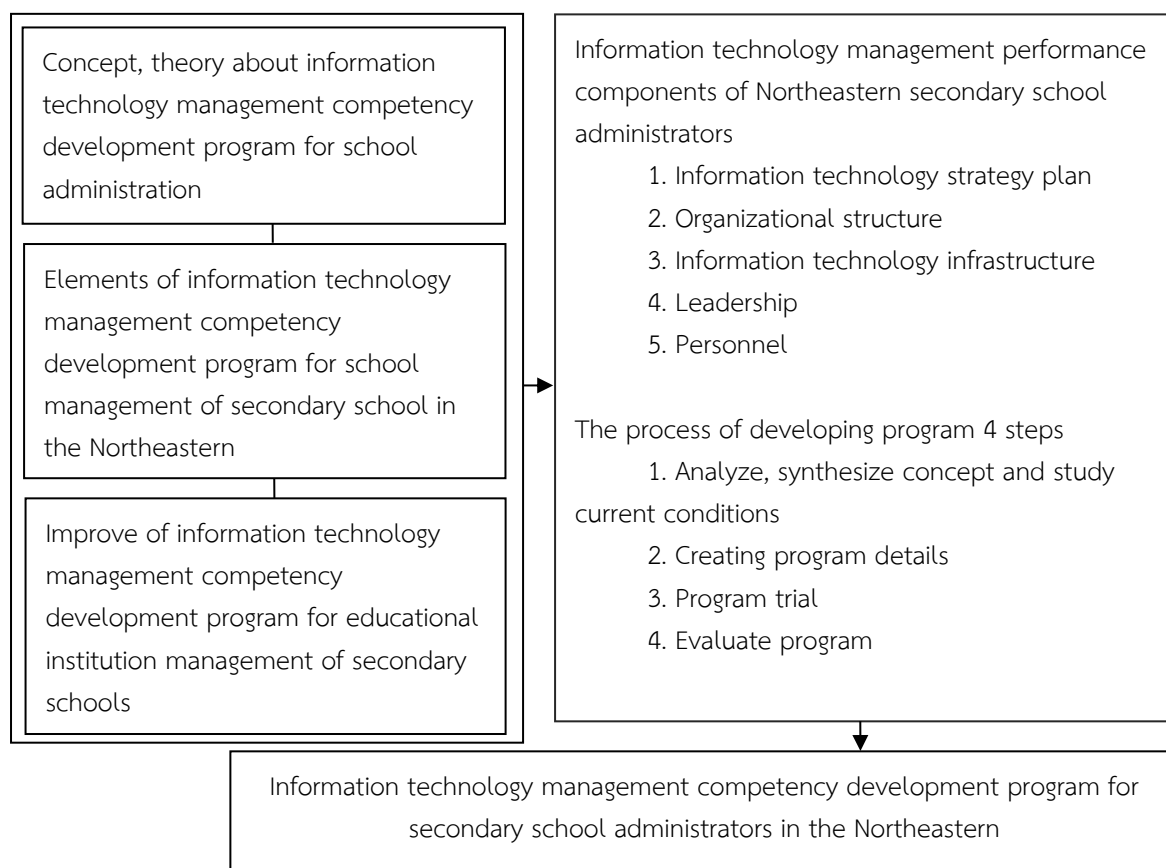 Concept, theory about information
technology management competency
development program for school
administration
Elements of information technology
management competency
development program for school
management of secondary school in
the Northeastern
Improve of information technology
management competency
development program for educational
institution management of secondary
schools
Information technology management performance
components of Northeastern secondary school
administrators
1. Information technology strategy plan
2. Organizational structure
3. Information technology infrastructure
4. Leadership
5. Personnel
The process of developing program 4 steps
1. Analyze, synthesize concept and study
current conditions
2. Creating program details
3. Program trial
4. Evaluate program
Information technology management competency development program for
secondary school administrators in the Northeastern